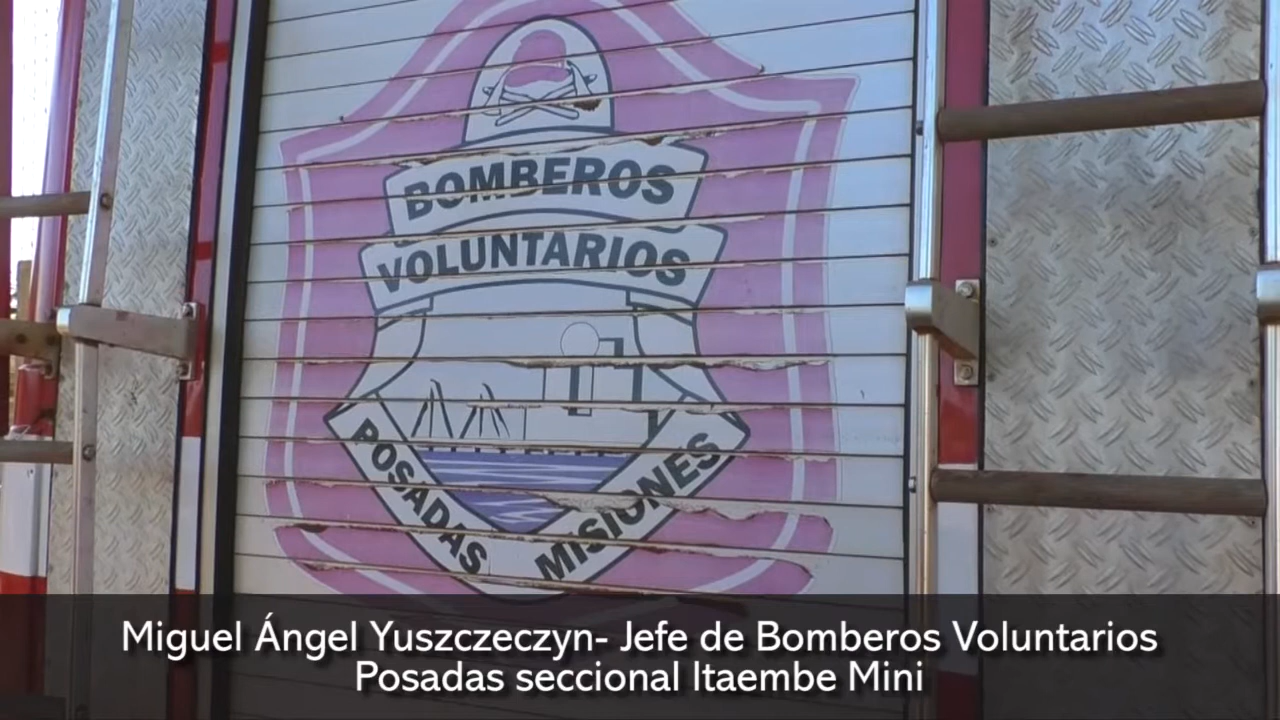 BOMBEROS
VOLUNTARIOS
POSADAS
MISIONES
Miguel Ángel Yuszczeczyn- Jefe de Bomberos Voluntarios
Posadas seccional Itaembe Mini